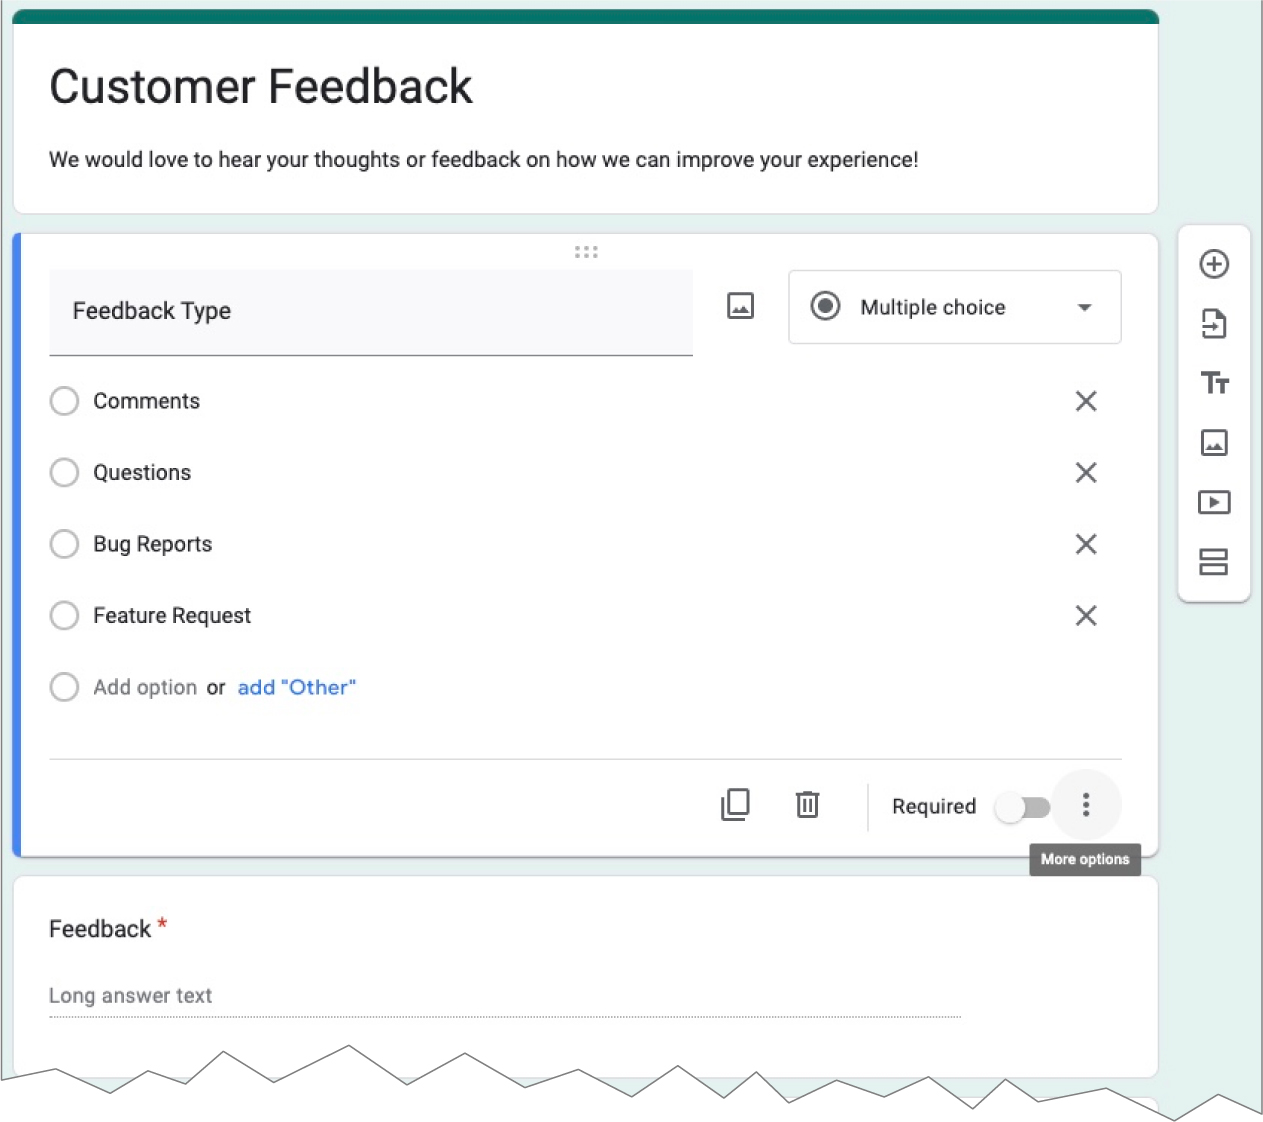 Customer Feedback
We would love to hear your thoughts or feedback on how we can improve your experience!
Feedback Type
Multiple choice
Comments
Questions
Bug Reports
Feature Request
Add option or add "Other"
Required
More options
Feedback *
Long answer text